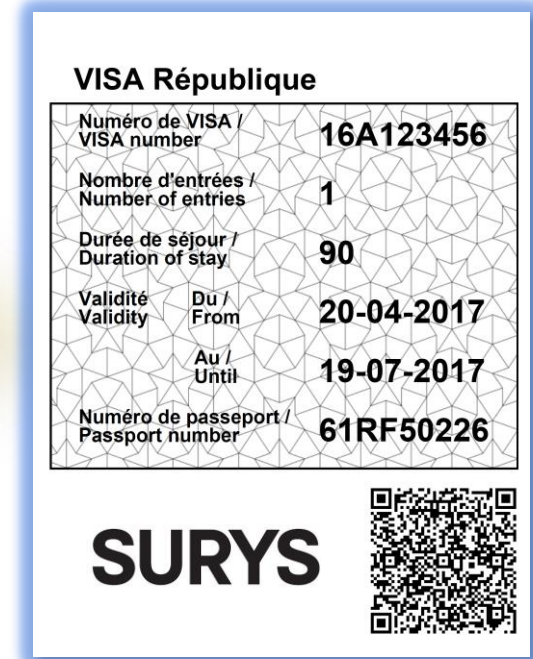 VISA République
Numéro de VISA /
VISA number 16A123456
Nombre d'entrées /
Number of entries 1
Durée de séjour /
Duration of stay 90
Validité Du /
Validity From 20-04-2017
Au /
Until 19-07-2017
Numéro de passeport /
Passport number 61RF50226
SURYS